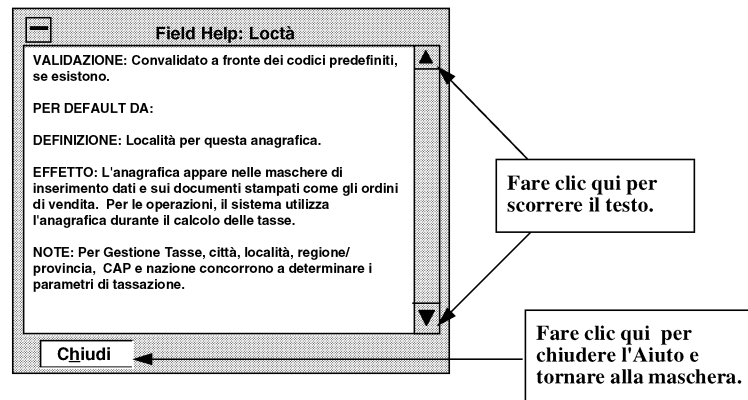 Field Help: Loctà
VALIDAZIONE: Convalidato a fronte dei codici predefiniti,
se esistono.
PER DEFAULT DA:
DEFINIZIONE: Località per questa anagrafica.
EFFETTO: L'anagrafica appare nelle maschere di
inserimento dati e sui documenti stampati come gli ordini
di vendita.  Per le operazioni, il sistema utilizza
l'anagrafica durante il calcolo delle tasse.
NOTE: Per Gestione Tasse, città, località, regione/
provincia,  CAP e nazione concorrono a determinare i
parametri di tassazione.
Chiudi
Fare clic qui per
scorrere il testo.
Fare clic qui  per
chiudere l'Aiuto e
tornare alla maschera.